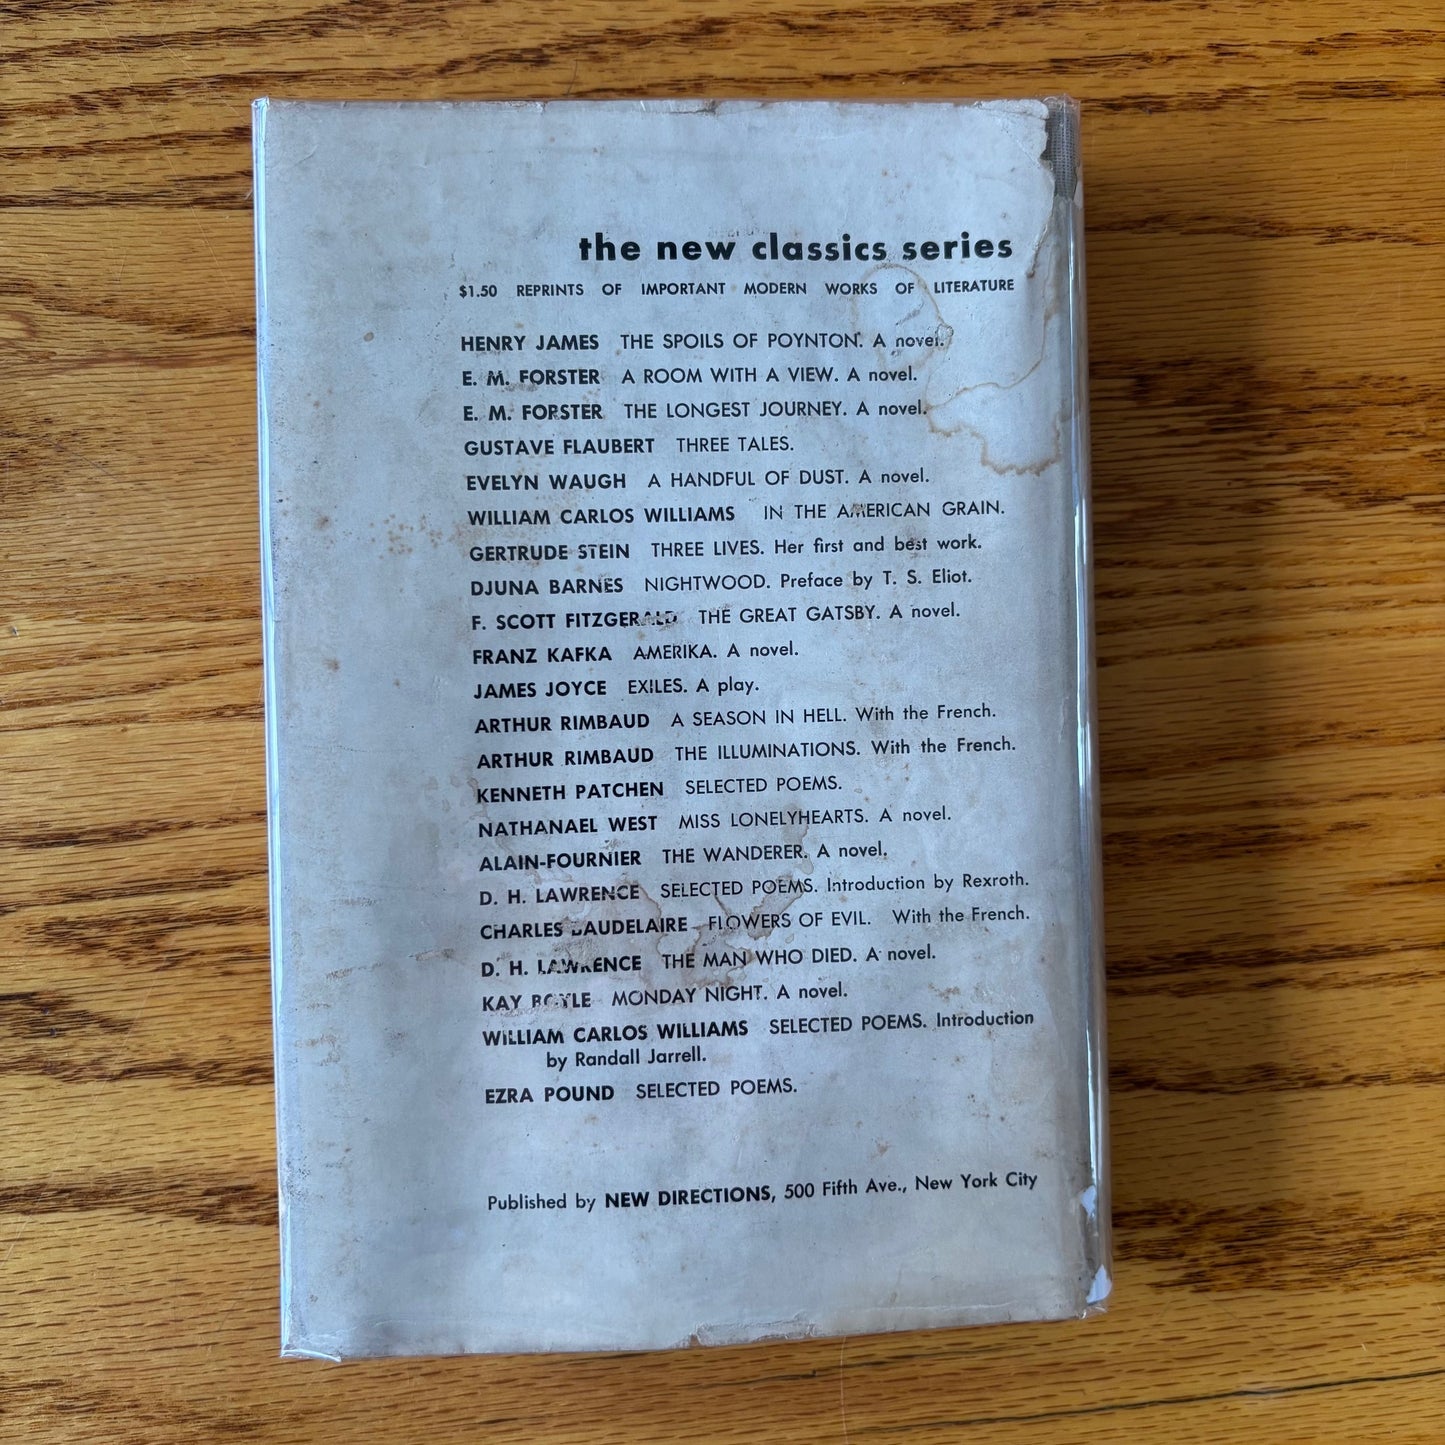 the new classics series
$1.50 REPRINTS OF IMPORTANT MODERN WORKS OF LITERATURE
HENRY JAMES THE SPOILS OF POYNTON. A novel.
E. M. FORSTER A ROOM WITH A VIEW. A novel.
E. M. FORSTER THE LONGEST JOURNEY. A novel.
GUSTAVE FLAUBERT THREE TALES.
EVELYN WAUGH A HANDFUL OF DUST. A novel.
WILLIAM CARLOS WILLIAMS IN THE AMERICAN GRAIN.
GERTRUDE STEIN THREE LIVES. Her first and best work.
DJUNA BARNES NIGHTWOOD. Preface by T. S. Eliot.
F. SCOTT FITZGERALD THE GREAT GATSBY. A novel.
FRANZ KAFKA AMERIKA. A novel.
JAMES JOYCE EXILES. A play.
ARTHUR RIMBAUD A SEASON IN HELL. With the French.
ARTHUR RIMBAUD THE ILLUMINATIONS. With the French.
KENNETH PATCHEN SELECTED POEMS.
NATHANAEL WEST MISS LONELYHEARTS. A novel.
ALAIN-FOURNIER THE WANDERER. A novel.
D. H. LAWRENCE SELECTED POEMS. Introduction by Rexroth.
CHARLES BAUDELAIRE FLOWERS OF EVIL. With the French.
D. H. LAWRENCE THE MAN WHO DIED. A novel.
KAY BOYLE MONDAY NIGHT. A novel.
WILLIAM CARLOS WILLIAMS SELECTED POEMS. Introduction
by Randall Jarrell.
EZRA POUND SELECTED POEMS.
Published by NEW DIRECTIONS, 500 Fifth Ave., New York City